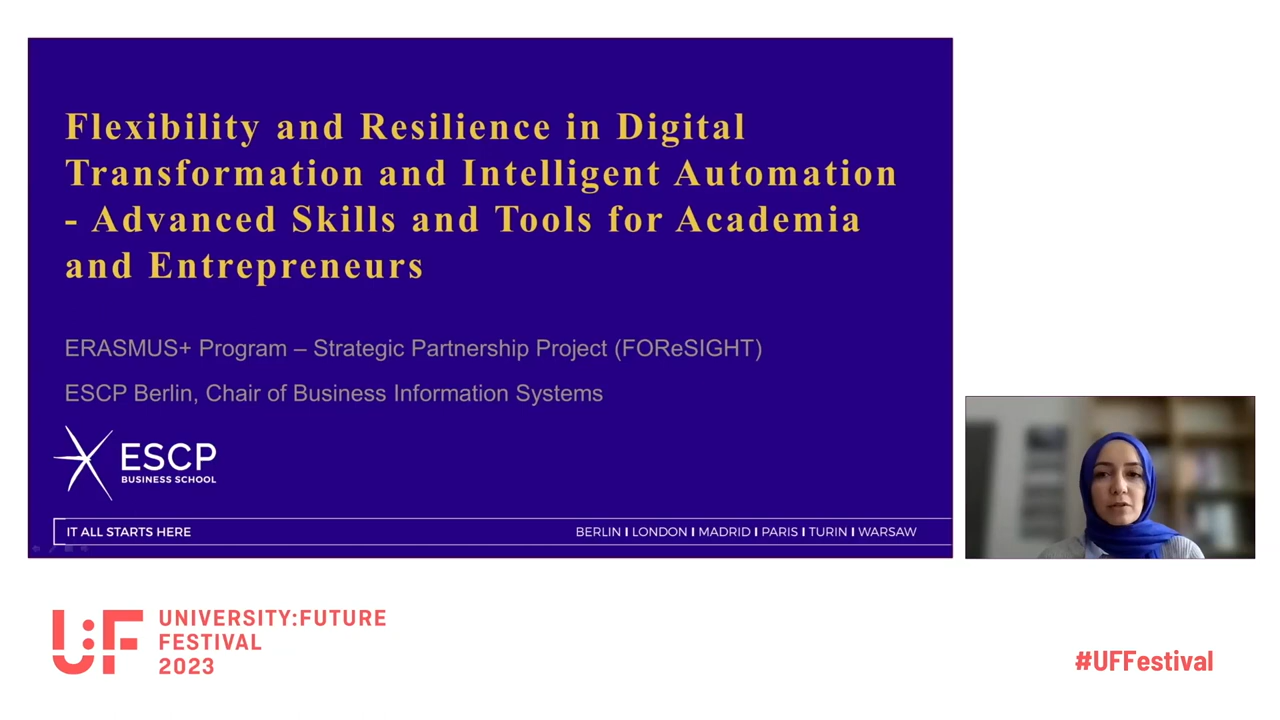 Flexibility and Resilience in Digital
Transformation and Intelligent Automation
- Advanced Skills and Tools for Academia
and Entrepreneurs
ERASMUS+ Program – Strategic Partnership Project (FOReSIGHT)
ESCP Berlin, Chair of Business Information Systems
ESCP
BUSINESS SCHOOL
IT ALL STARTS HERE
BERLIN I LONDON I MADRID I PARIS I TURIN I WARSAW
U:F
UNIVERSITY:FUTURE
FESTIVAL
2023
#UFFestival